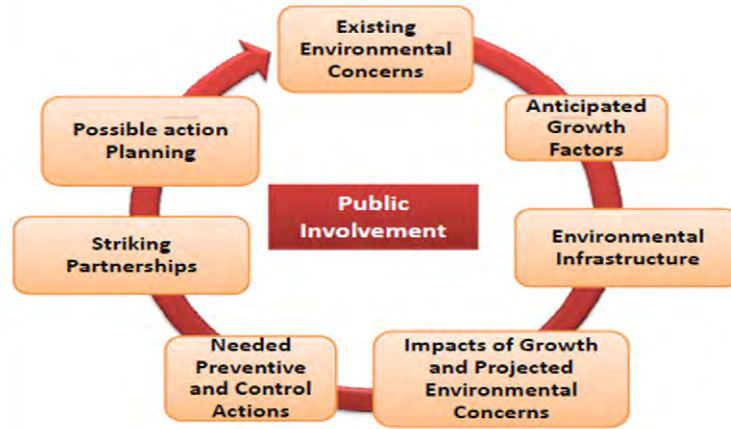 Existing
Environmental
Concerns
Anticipated
Growth
Factors
Environmental
Infrastructure
Impacts of Growth
and Projected
Environmental
Concerns
Needed
Preventive
and Control
Actions
Striking
Partnerships
Possible action
Planning
Public
Involvement